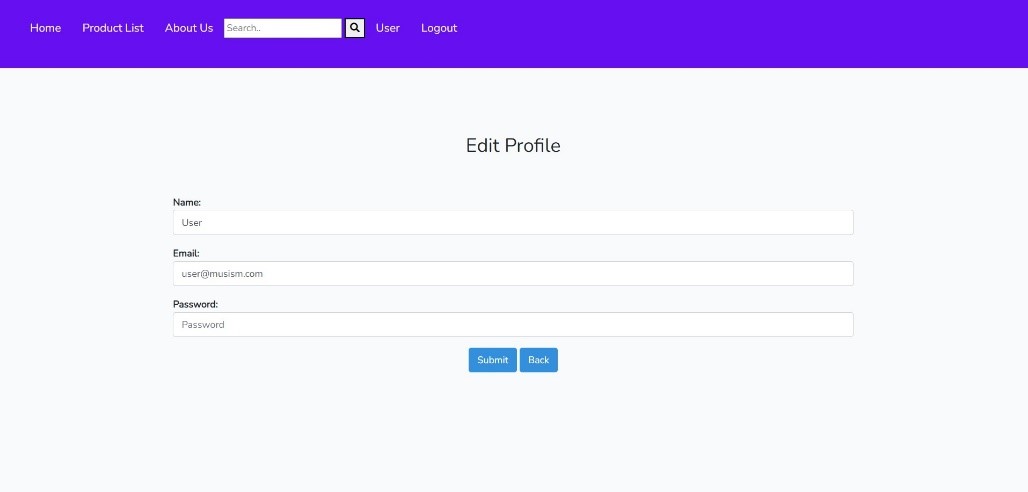 Home Product List About Us Search.. User Logout
Edit Profile
Name:
User
Email:
user@musism.com
Password:
Password
Submit Back